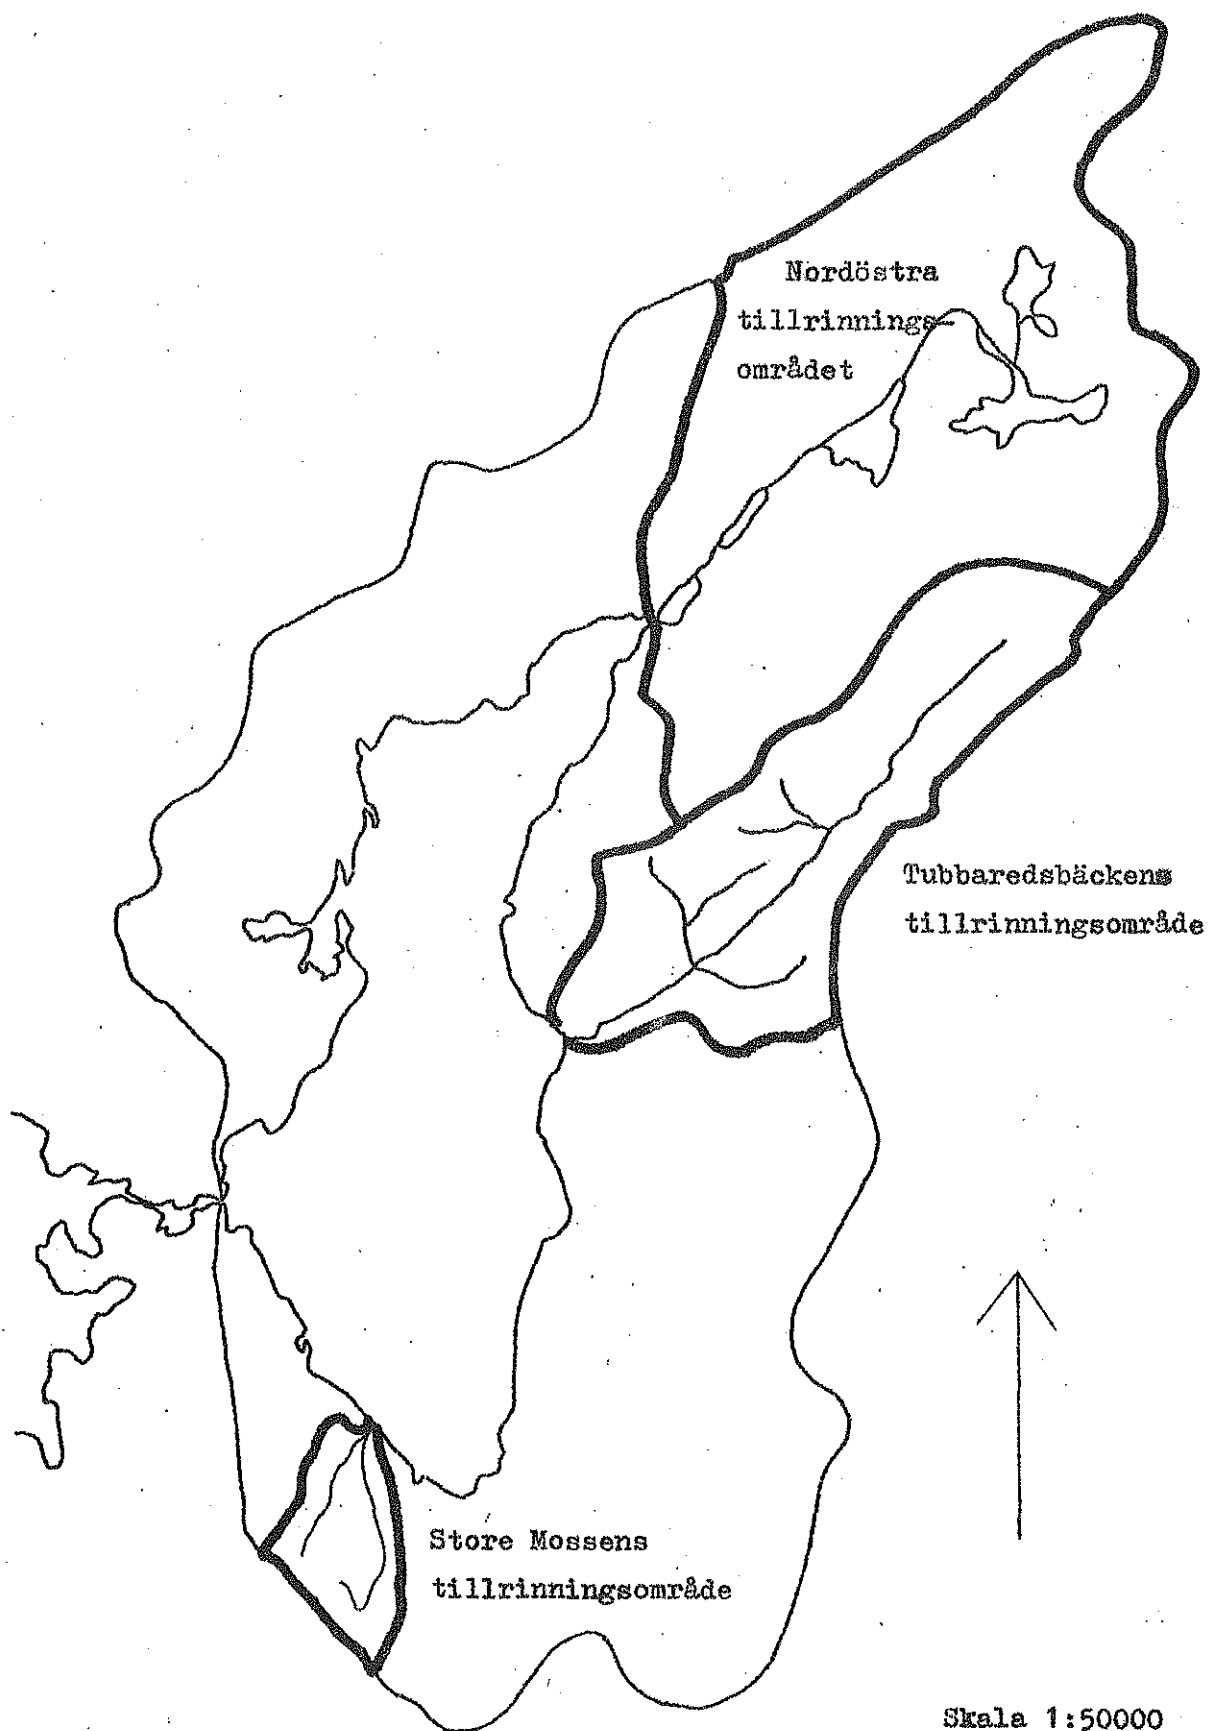 Nordöstra
tillrinnings-
området
Tubbaredsbäckens
tillrinningsområde
Store Mossens
tillrinningsområde
Skala 1:50000